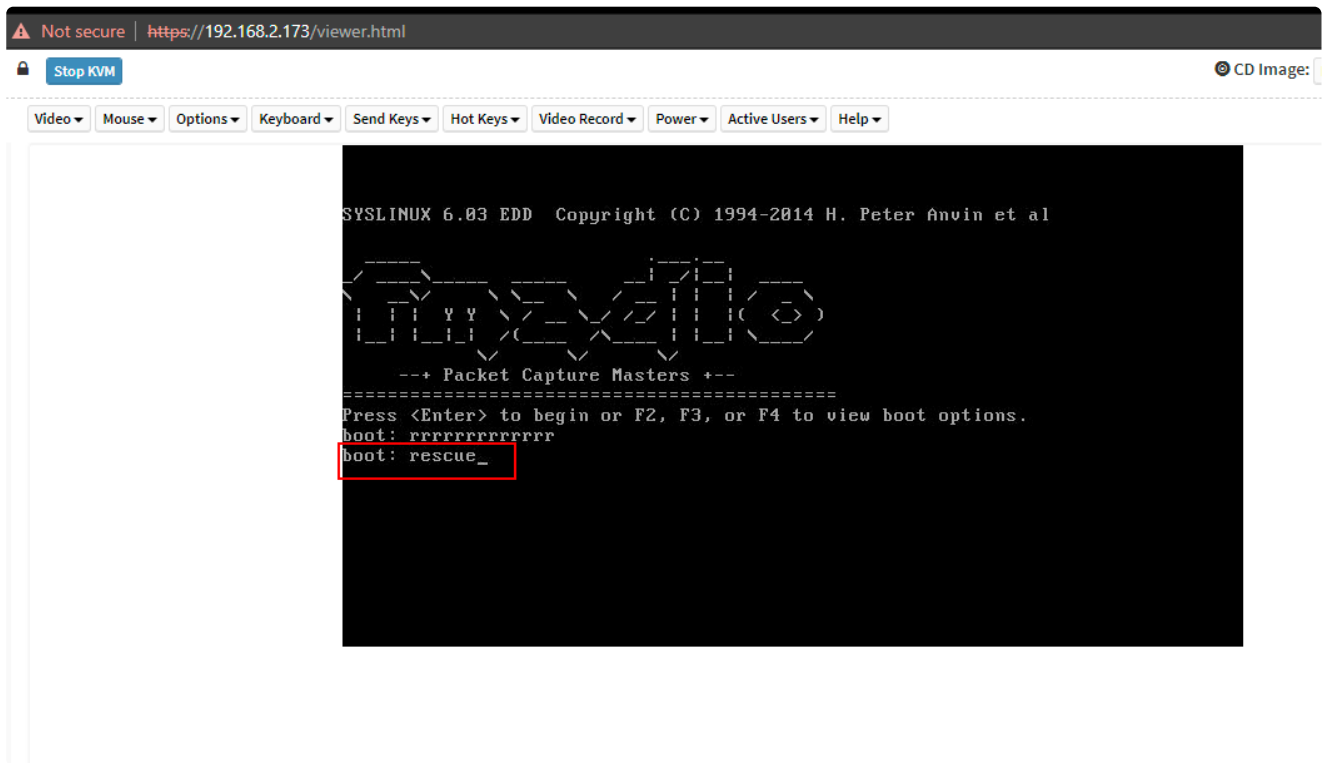 Not secure | https://192.168.2.173/viewer.html
Stop KVM
CD Image:
Video Mouse Options Keyboard Send Keys Hot Keys Video Record Power Active Users Help
SYSLINUX 6.03 EDD  Copyright (C) 1994-2014 H. Peter Anvin et al
fmadio
--+ Packet Capture Masters +--
============================================
Press <Enter> to begin or F2, F3, or F4 to view boot options.
boot: rrrrrrrrrrrrr
boot: rescue_